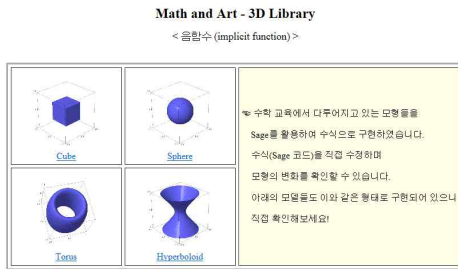 Math and Art - 3D Library
< 음함수 (implicit function) >
Cube
Sphere
☜ 수학 교육에서 다루어지고 있는 모형들을
Sage를 활용하여 수식으로 구현하였습니다.
수식(Sage 코드)을 직접 수정하며
모형의 변화를 확인할 수 있습니다.
아래의 모델들도 이와 같은 형태로 구현되어 있으니
직접 확인해보세요!
Torus
Hyperboloid